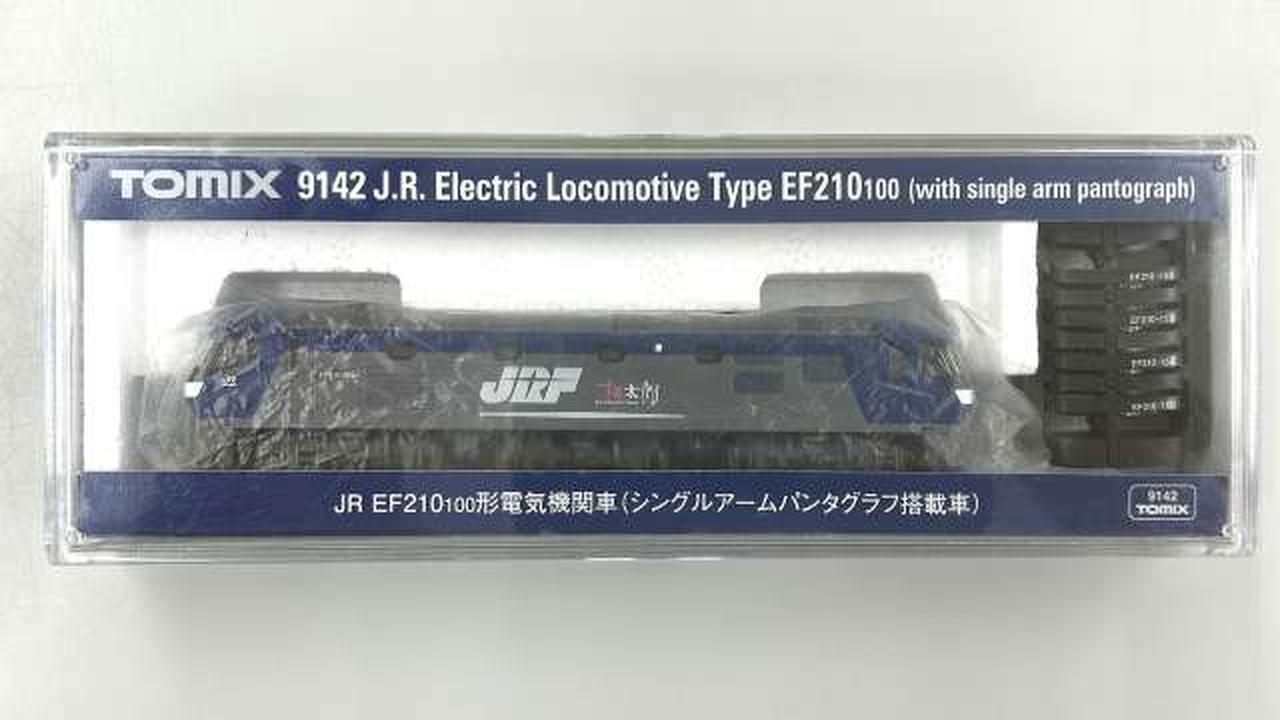 TOMIX 9142 J.R. Electric Locomotive Type EF210100 (with single arm pantograph)
JRF
JR EF210100形電気機関車(シングルアームパンタグラフ搭載車)
9142
TOMIX